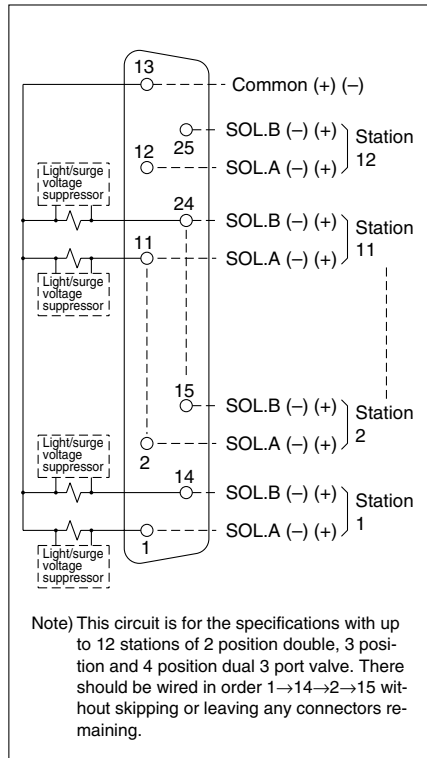 13
Common (+) (–)
SOL.B (–) (+)
25
Station
12
12
SOL.A (–) (+)
Light/surge
voltage
suppressor
24
SOL.B (–) (+)
Station
11
11
SOL.A (–) (+)
Light/surge
voltage
suppressor
15
SOL.B (–) (+)
Station
2
2
SOL.A (–) (+)
Light/surge
voltage
suppressor
14
SOL.B (–) (+)
Station
1
1
SOL.A (–) (+)
Light/surge
voltage
suppressor
Note) This circuit is for the specifications with up
to 12 stations of 2 position double, 3 posi-
tion and 4 position dual 3 port valve. There
should be wired in order 1→14→2→15 wit-
hout skipping or leaving any connectors re-
maining.